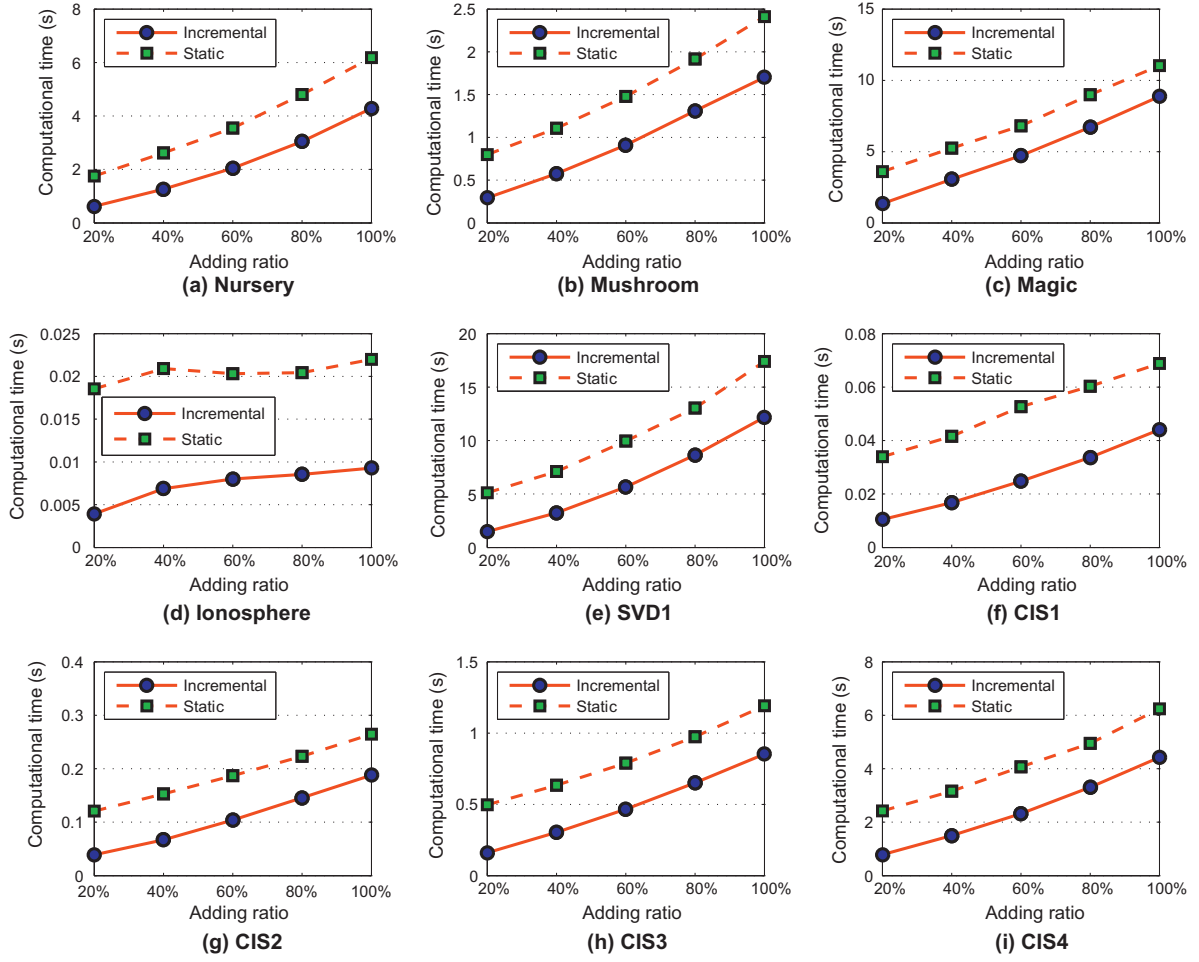 8
6
4
2
0
Computational time (s)
Incremental
Static
20% 40% 60% 80% 100%
Adding ratio
(a) Nursery
2.5
2
1.5
1
0.5
0
Computational time (s)
Incremental
Static
20% 40% 60% 80% 100%
Adding ratio
(b) Mushroom
15
10
5
0
Computational time (s)
Incremental
Static
20% 40% 60% 80% 100%
Adding ratio
(c) Magic
0.025
0.02
0.015
0.01
0.005
0
Computational time (s)
Incremental
Static
20% 40% 60% 80% 100%
Adding ratio
(d) Ionosphere
20
15
10
5
0
Computational time (s)
Incremental
Static
20% 40% 60% 80% 100%
Adding ratio
(e) SVD1
0.08
0.06
0.04
0.02
0
Computational time (s)
Incremental
Static
20% 40% 60% 80% 100%
Adding ratio
(f) CIS1
0.4
0.3
0.2
0.1
0
Computational time (s)
Incremental
Static
20% 40% 60% 80% 100%
Adding ratio
(g) CIS2
1.5
1
0.5
0
Computational time (s)
Incremental
Static
20% 40% 60% 80% 100%
Adding ratio
(h) CIS3
8
6
4
2
0
Computational time (s)
Incremental
Static
20% 40% 60% 80% 100%
Adding ratio
(i) CIS4